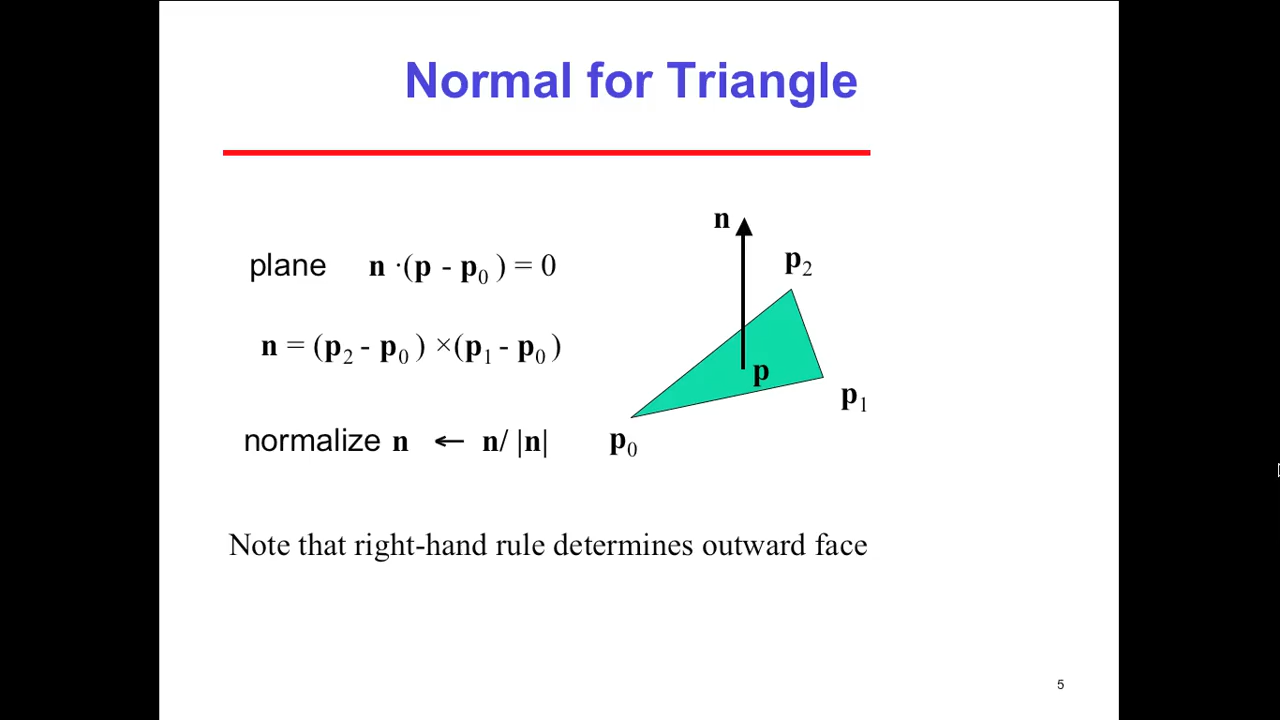 Normal for Triangle
plane n ·(p - p₀ ) = 0
n = (p₂ - p₀ ) ×(p₁ - p₀ )
normalize n ← n/ |n|
n
p₂
p
p₁
p₀
Note that right-hand rule determines outward face
5